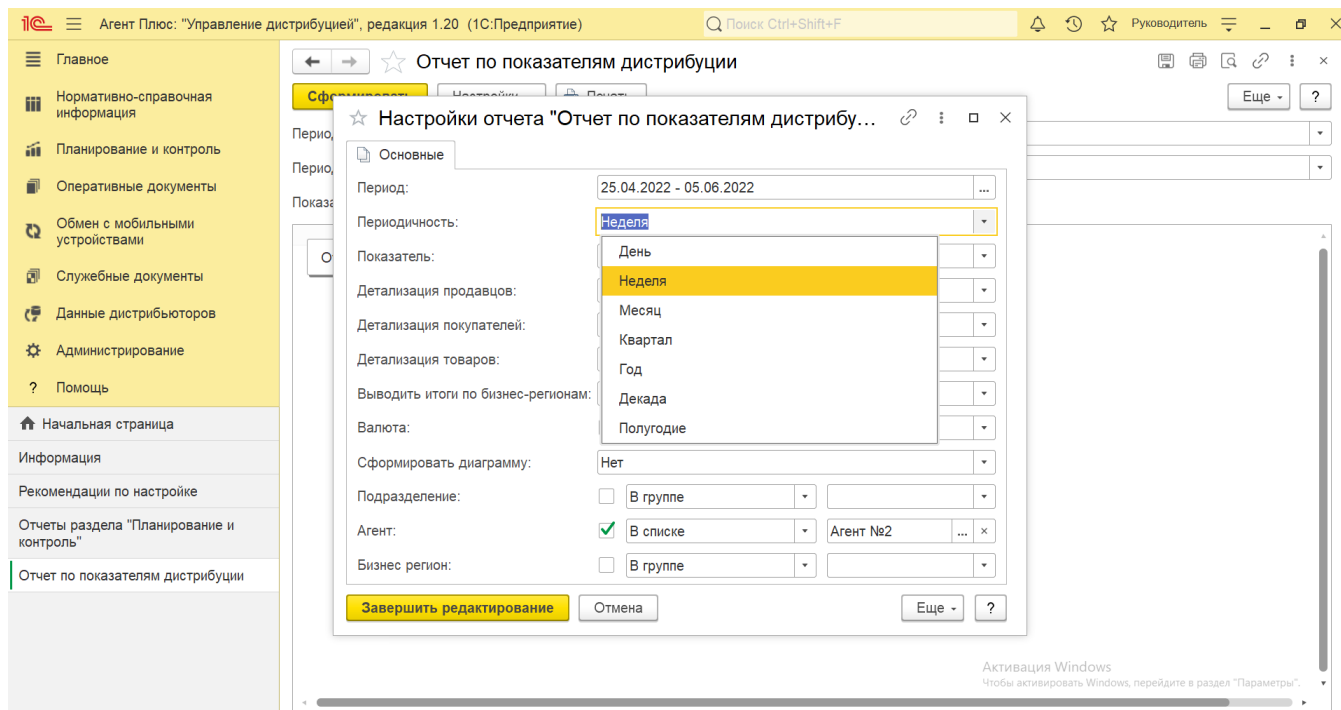 1С Агент Плюс: "Управление дистрибуцией", редакция 1.20 (1С:Предприятие)
Поиск Ctrl+Shift+F
Руководитель
Главное
Нормативно-справочная
информация
Планирование и контроль
Оперативные документы
Обмен с мобильными
устройствами
Служебные документы
Данные дистрибьюторов
Администрирование
? Помощь
Начальная страница
Информация
Рекомендации по настройке
Отчеты раздела "Планирование и
контроль"
Отчет по показателям дистрибуции
Отчет по показателям дистрибуции
Еще
?
Настройки отчета "Отчет по показателям дистрибу...
Основные
Период: 25.04.2022 - 05.06.2022 ...
Периодичность: Неделя
День
Неделя
Месяц
Квартал
Год
Декада
Полугодие
Показатель:
Детализация продавцов:
Детализация покупателей:
Детализация товаров:
Выводить итоги по бизнес-регионам:
Валюта:
Сформировать диаграмму: Нет
Подразделение: В группе
Агент: В списке Агент №2 ... ×
Бизнес регион: В группе
Завершить редактирование
Отмена
Еще
?
Активация Windows
Чтобы активировать Windows, перейдите в раздел "Параметры".